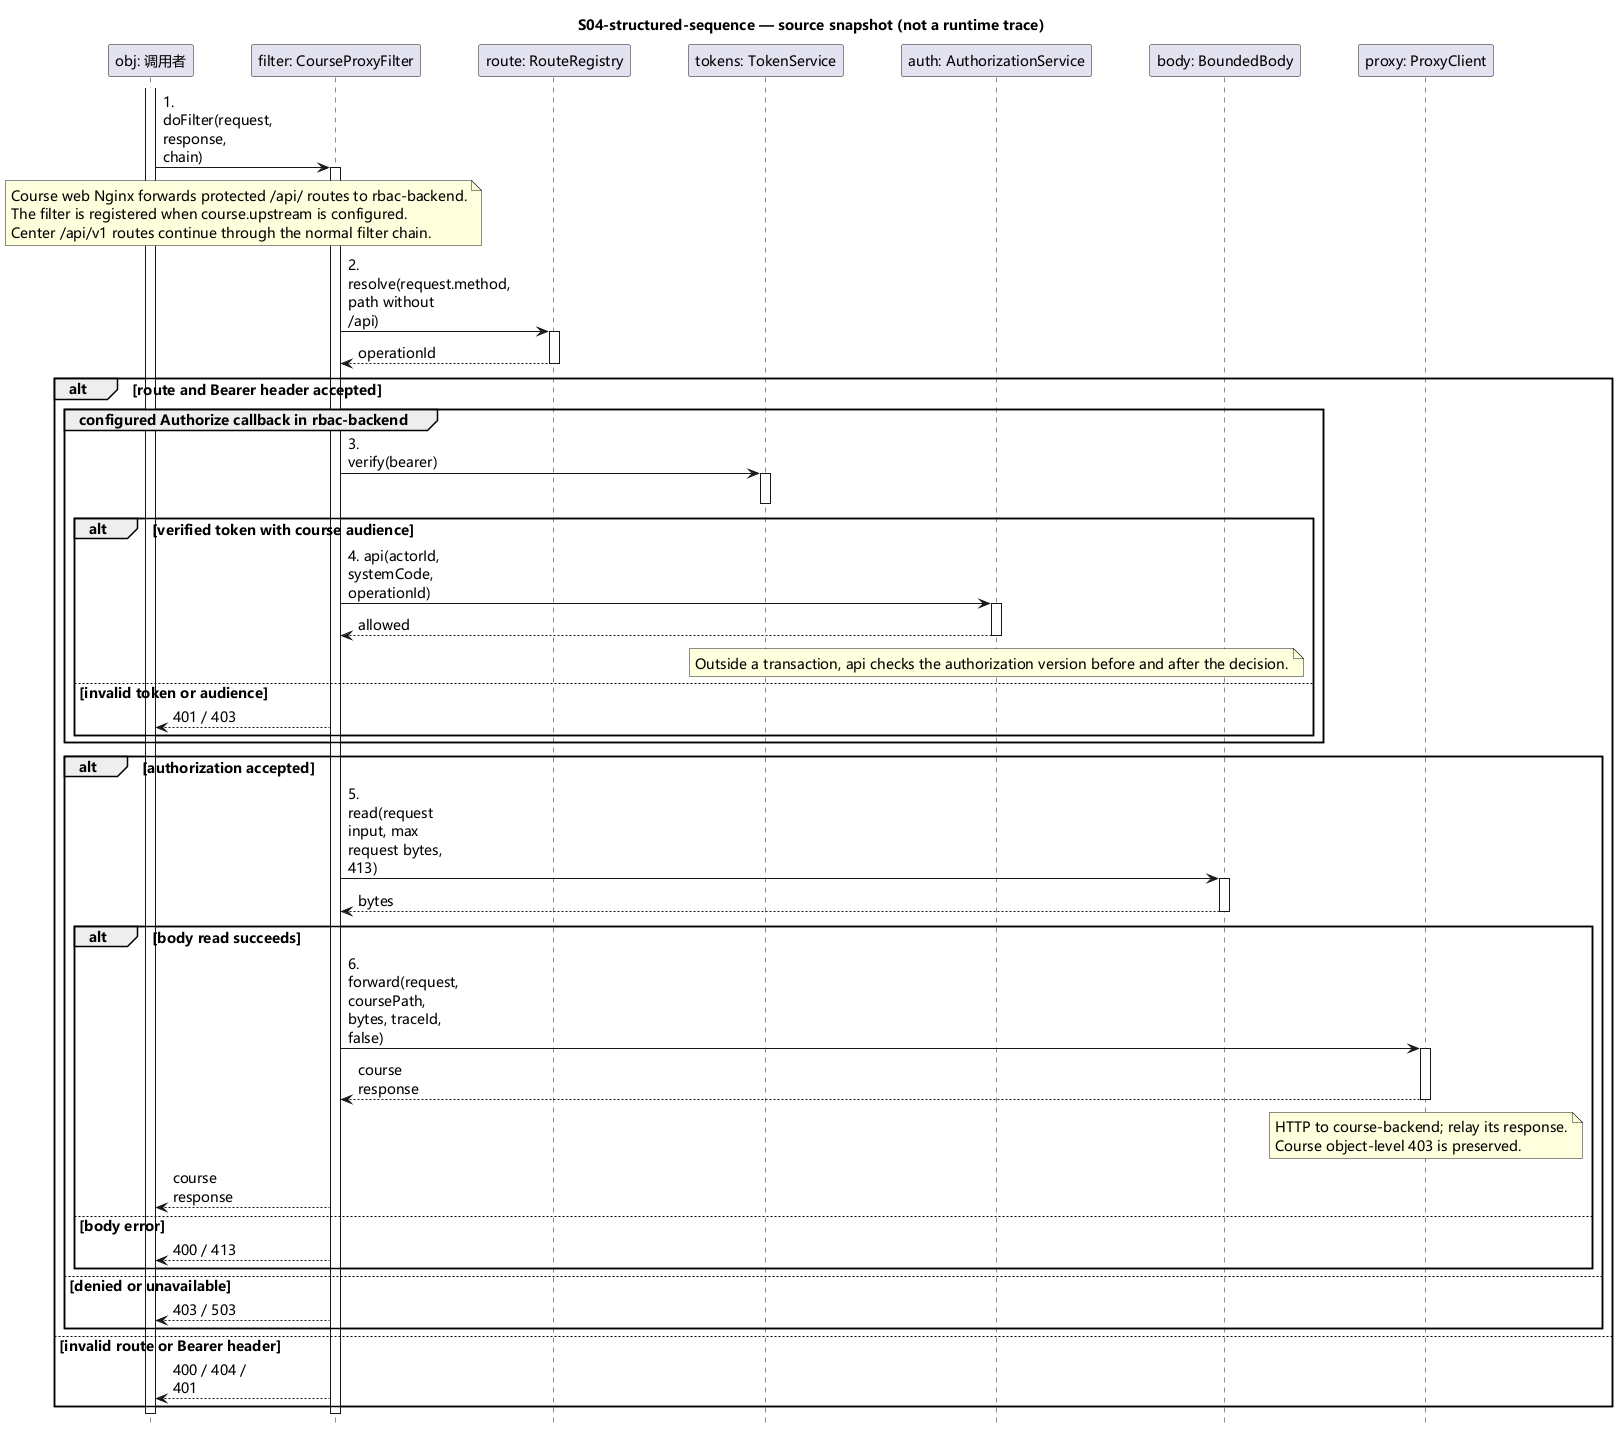 S04-structured-sequence — source snapshot (not a runtime trace)
obj: 调用者
filter: CourseProxyFilter
route: RouteRegistry
tokens: TokenService
auth: AuthorizationService
body: BoundedBody
proxy: ProxyClient
1.
doFilter(request,
response,
chain)
Course web Nginx forwards protected /api/ routes to rbac-backend.
The filter is registered when course.upstream is configured.
Center /api/v1 routes continue through the normal filter chain.
2.
resolve(request.method,
path without
/api)
operationId
alt [route and Bearer header accepted]
configured Authorize callback in rbac-backend
3.
verify(bearer)
alt [verified token with course audience]
4. api(actorId,
systemCode,
operationId)
allowed
Outside a transaction, api checks the authorization version before and after the decision.
[invalid token or audience]
401 / 403
alt [authorization accepted]
5.
read(request
input, max
request bytes,
413)
bytes
alt [body read succeeds]
6.
forward(request,
coursePath,
bytes, traceId,
false)
course
response
HTTP to course-backend; relay its response.
Course object-level 403 is preserved.
course
response
[body error]
400 / 413
[denied or unavailable]
403 / 503
[invalid route or Bearer header]
400 / 404 /
401